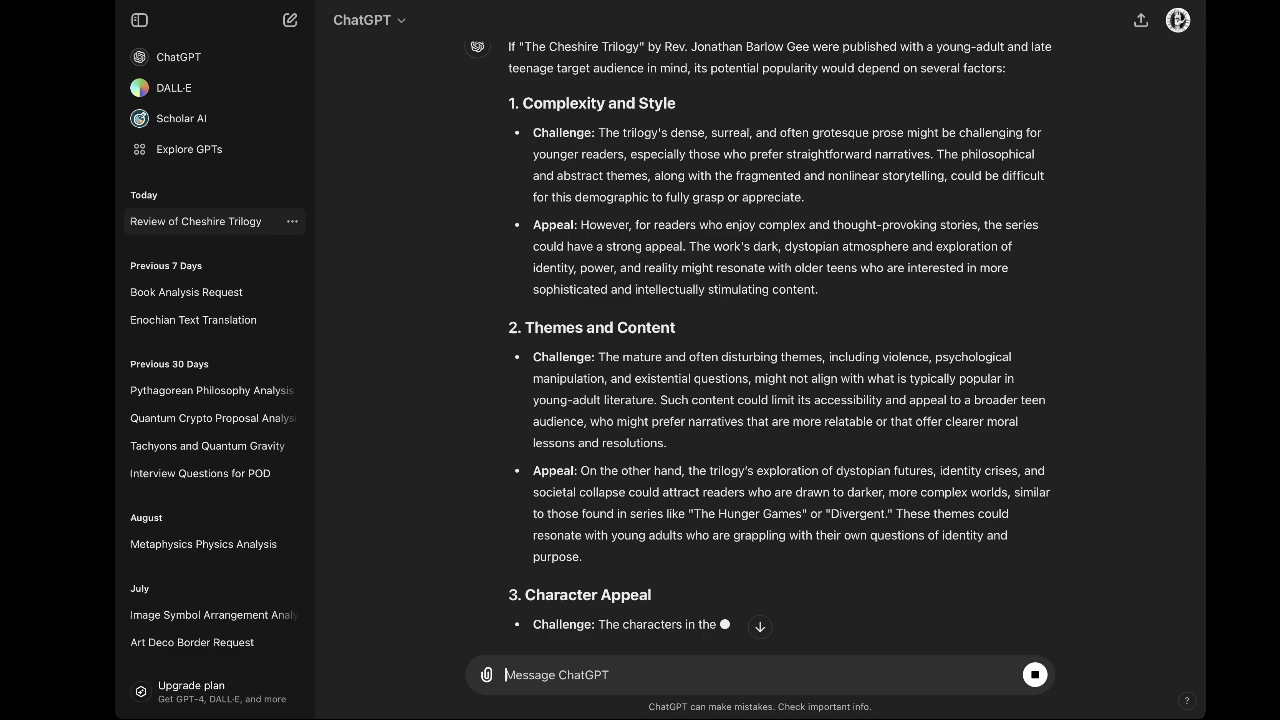 ChatGPT
DALL·E
Scholar AI
Explore GPTs
Today
Review of Cheshire Trilogy
Previous 7 Days
Book Analysis Request
Enochian Text Translation
Previous 30 Days
Pythagorean Philosophy Analysis
Quantum Crypto Proposal Analys
Tachyons and Quantum Gravity
Interview Questions for POD
August
Metaphysics Physics Analysis
July
Image Symbol Arrangement Analy
Art Deco Border Request
Upgrade plan
Get GPT-4, DALL·E, and more
ChatGPT
If "The Cheshire Trilogy" by Rev. Jonathan Barlow Gee were published with a young-adult and late
teenage target audience in mind, its potential popularity would depend on several factors:
1. Complexity and Style
• Challenge: The trilogy's dense, surreal, and often grotesque prose might be challenging for
younger readers, especially those who prefer straightforward narratives. The philosophical
and abstract themes, along with the fragmented and nonlinear storytelling, could be difficult
for this demographic to fully grasp or appreciate.
• Appeal: However, for readers who enjoy complex and thought-provoking stories, the series
could have a strong appeal. The work's dark, dystopian atmosphere and exploration of
identity, power, and reality might resonate with older teens who are interested in more
sophisticated and intellectually stimulating content.
2. Themes and Content
• Challenge: The mature and often disturbing themes, including violence, psychological
manipulation, and existential questions, might not align with what is typically popular in
young-adult literature. Such content could limit its accessibility and appeal to a broader teen
audience, who might prefer narratives that are more relatable or that offer clearer moral
lessons and resolutions.
• Appeal: On the other hand, the trilogy’s exploration of dystopian futures, identity crises, and
societal collapse could attract readers who are drawn to darker, more complex worlds, similar
to those found in series like "The Hunger Games" or "Divergent." These themes could
resonate with young adults who are grappling with their own questions of identity and
purpose.
3. Character Appeal
• Challenge: The characters in the
Message ChatGPT
ChatGPT can make mistakes. Check important info.
?